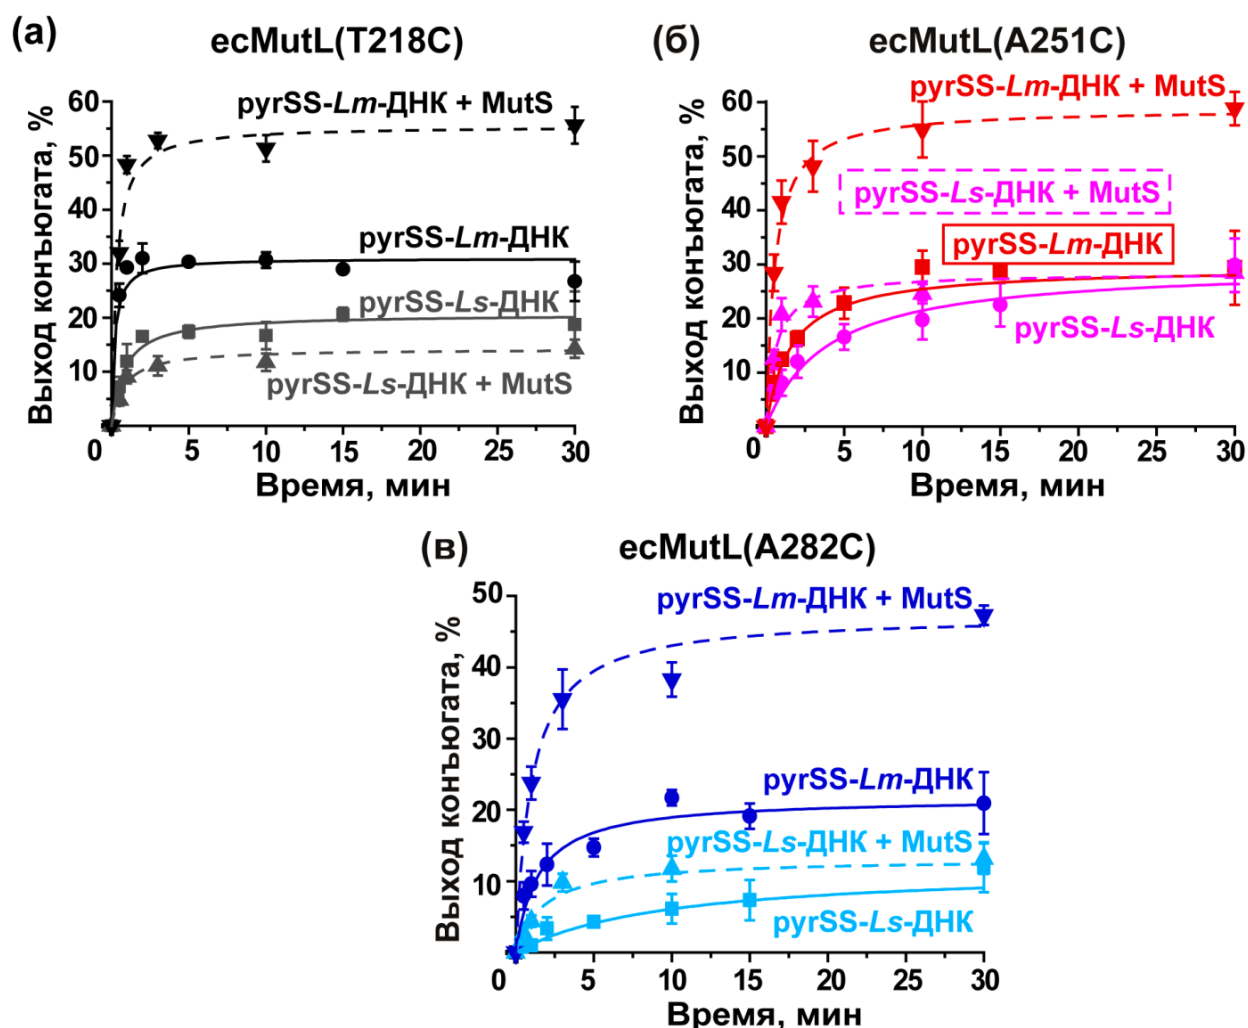 (а)
ecMutL(T218C)
Выход конъюгата, %
60
50
40
30
20
10
0
5
10
15
20
25
30
Время, мин
pyrSS-Lm-ДНК + MutS
pyrSS-Lm-ДНК
pyrSS-Ls-ДНК
pyrSS-Ls-ДНК + MutS
(б)
ecMutL(A251C)
Выход конъюгата, %
60
50
40
30
20
10
0
5
10
15
20
25
30
Время, мин
pyrSS-Lm-ДНК + MutS
pyrSS-Ls-ДНК + MutS
pyrSS-Lm-ДНК
pyrSS-Ls-ДНК
(в)
ecMutL(A282C)
Выход конъюгата, %
50
40
30
20
10
0
5
10
15
20
25
30
Время, мин
pyrSS-Lm-ДНК + MutS
pyrSS-Lm-ДНК
pyrSS-Ls-ДНК + MutS
pyrSS-Ls-ДНК